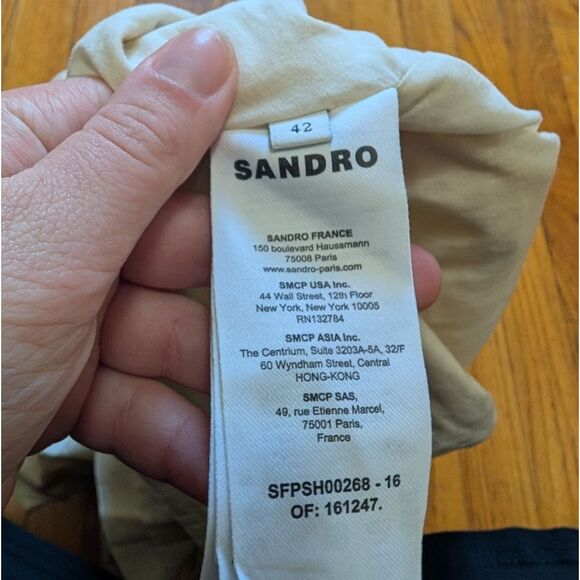 42
SANDRO
SANDRO FRANCE
150 boulevard Haussmann
75008 Paris
www.sandro-paris.com
SMCP USA Inc.
44 Wall Street, 12th Floor
New York, New York 10005
RN132784
SMCP ASIA Inc.
The Centrium, Suite 3203A-5A, 32/F
60 Wyndham Street, Central
HONG-KONG
SMCP SAS,
49, rue Etienne Marcel,
75001 Paris,
France
SFPSH00268 - 16
OF: 161247.